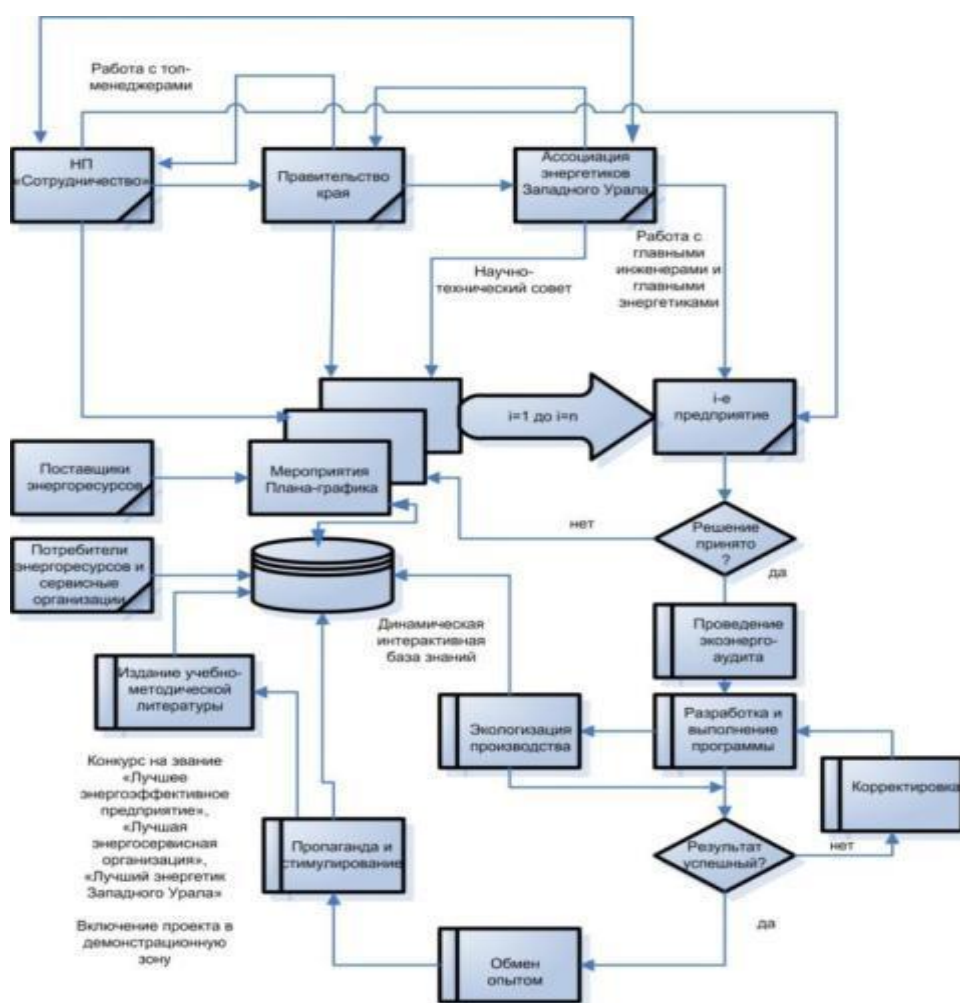 Работа с топ-
менеджерами
НП
«Сотрудничество»
Правительство
края
Ассоциация
энергетиков
Западного Урала
Работа с
главными
инженерами и
главными
энергетиками
Научно-
технический совет
i=1 до i=n
i-е
предприятие
Поставщики
энергоресурсов
Мероприятия
Плана-графика
нет
Решение
принято
?
да
Потребители
энергоресурсов и
сервисные
организации
Динамическая
интерактивная
база знаний
Проведение
экоэнерго-
аудита
Издание учебно-
методической
литературы
Экологизация
производства
Разработка и
выполнение
программы
Корректировка
Конкурс на звание
«Лучшее
энергоэффективное
предприятие»,
«Лучшая
энергосервисная
организация»,
«Лучший энергетик
Западного Урала»
Пропаганда и
стимулирование
Результат
успешный?
нет
Включение проекта в
демонстрационную
зону
да
Обмен
опытом